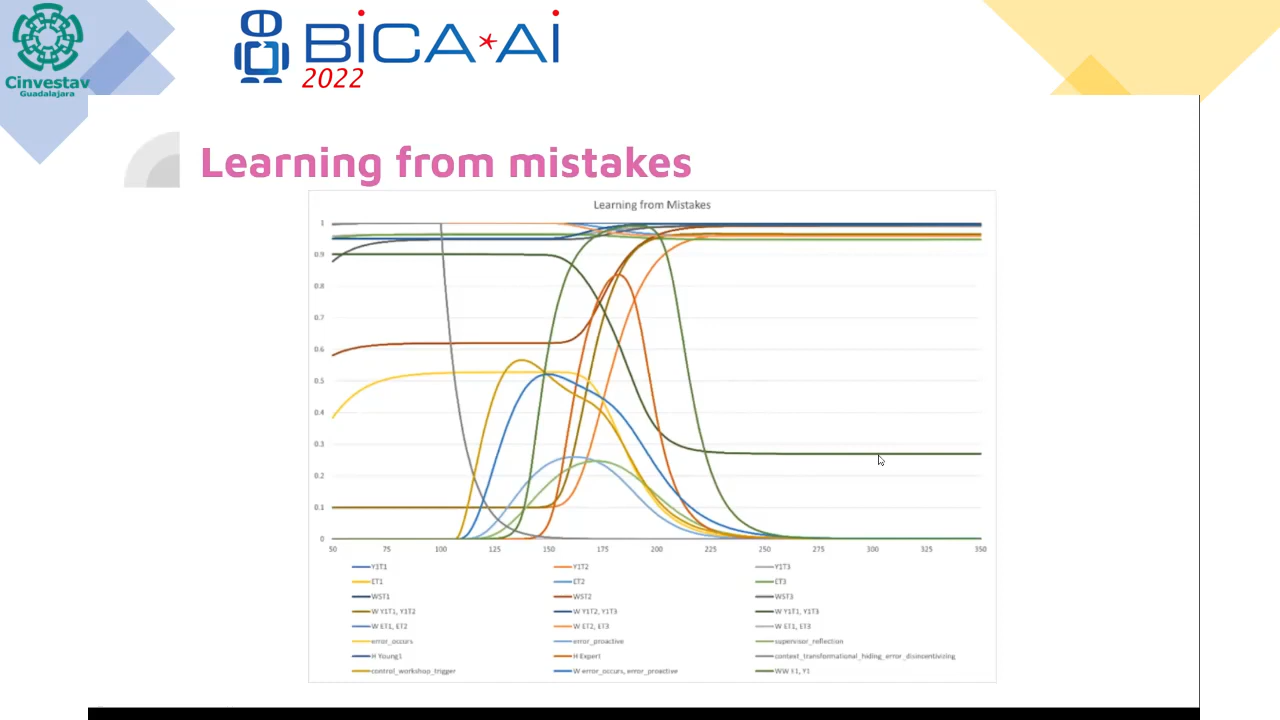 Cinvestav
Guadalajara
BiCA*Ai
2022
Learning from mistakes
Learning from Mistakes
1
0.9
0.8
0.7
0.6
0.5
0.4
0.3
0.2
0.1
0
50 75 100 125 150 175 200 225 250 275 300 325 350
Y1T1 Y1T2 Y1T3
ET1 ET2 ET3
WST1 WST2 WST3
W Y1T1, Y1T2 W Y1T2, Y1T3 W Y1T1, Y1T3
W ET1, ET2 W ET2, ET3 W ET1, ET3
error_occurs error_proactive supervisor_reflection
H Young1 H Expert context_transformational_hiding_error_disincentivizing
control_workshop_trigger W error_occurs, error_proactive WW Y1, Y1